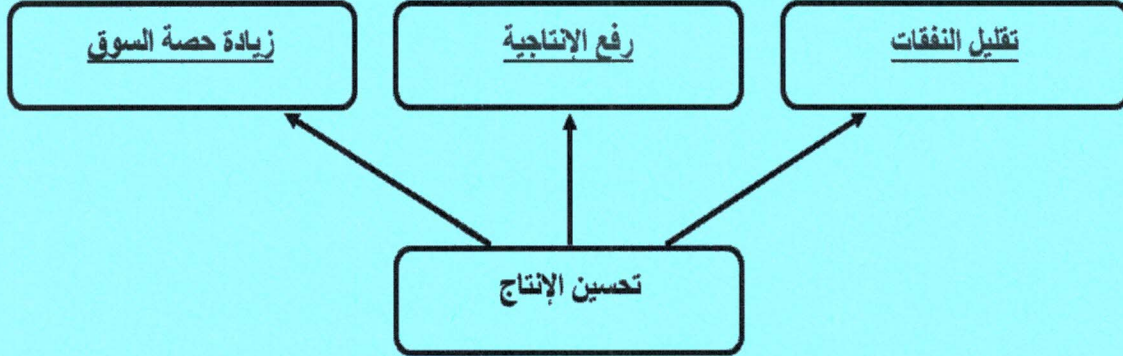 تقليل النفقات
رفع الإنتاجية
زيادة حصة السوق
تحسين الإنتاج